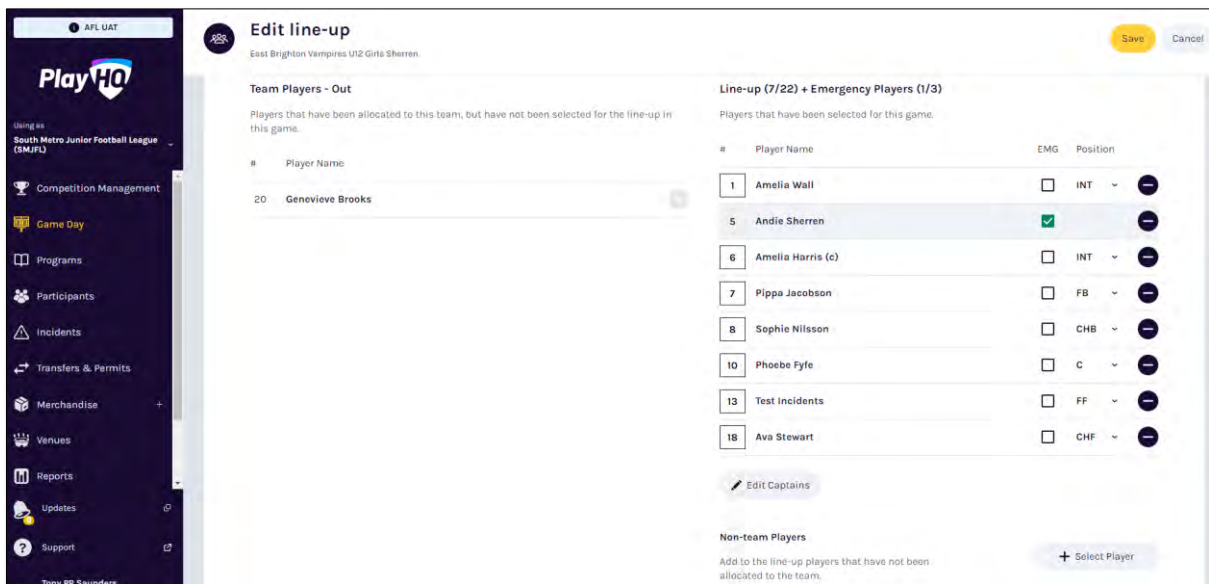 AFL UAT
PlayHQ
Using as
South Metro Junior Football League
(SMJFL)
Competition Management
Game Day
Programs
Participants
Incidents
Transfers & Permits
Merchandise +
Venues
Reports
Updates
Support
Tony PR Saunders
Edit line-up
East Brighton Vampires U12 Girls Sherren
Save Cancel
Team Players - Out
Players that have been allocated to this team, but have not been selected for the line-up in
this game.
# Player Name
20 Genevieve Brooks
Line-up (7/22) + Emergency Players (1/3)
Players that have been selected for this game.
# Player Name EMG Position
1 Amelia Wall INT
5 Andie Sherren
6 Amelia Harris (c) INT
7 Pippa Jacobson FB
8 Sophie Nilsson CHB
10 Phoebe Fyfe C
13 Test Incidents FF
18 Ava Stewart CHF
Edit Captains
Non-team Players
Add to the line-up players that have not been
allocated to the team.
+ Select Player